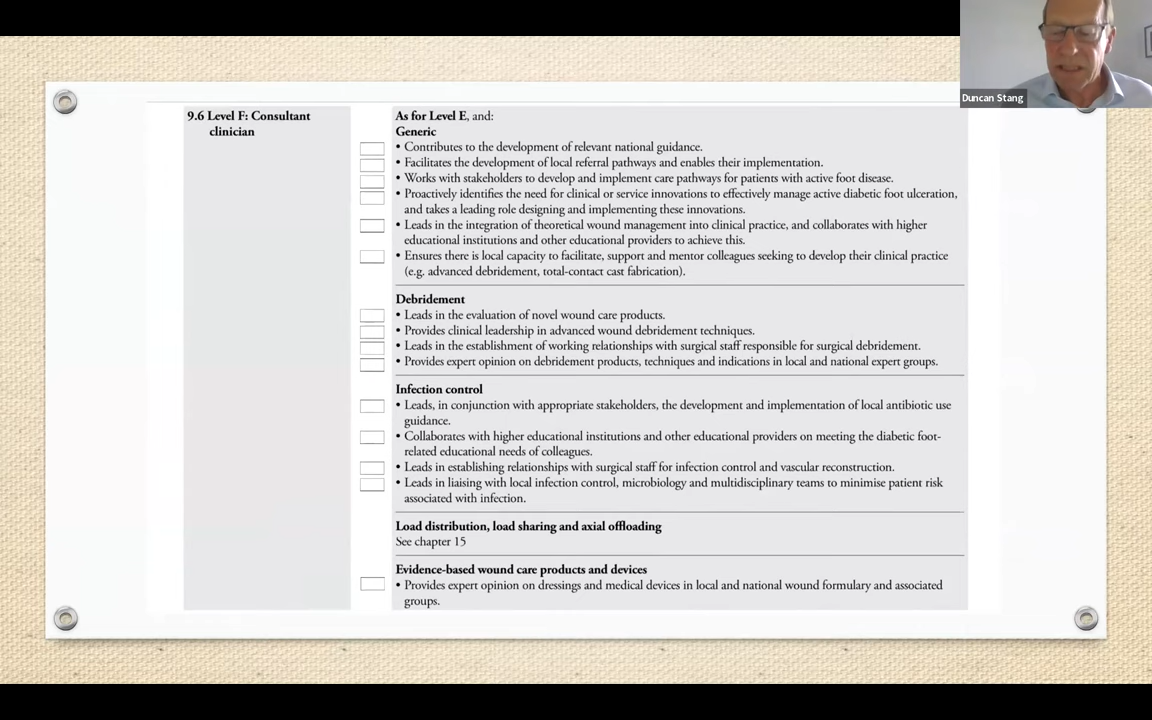 Duncan Stang
9.6 Level F: Consultant
clinician
As for Level E, and:
Generic
• Contributes to the development of relevant national guidance.
• Facilitates the development of local referral pathways and enables their implementation.
• Works with stakeholders to develop and implement care pathways for patients with active foot disease.
• Proactively identifies the need for clinical or service innovations to effectively manage active diabetic foot ulceration,
and takes a leading role designing and implementing these innovations.
• Leads in the integration of theoretical wound management into clinical practice, and collaborates with higher
educational institutions and other educational providers to achieve this.
• Ensures there is local capacity to facilitate, support and mentor colleagues seeking to develop their clinical practice
(e.g. advanced debridement, total-contact cast fabrication).
Debridement
• Leads in the evaluation of novel wound care products.
• Provides clinical leadership in advanced wound debridement techniques.
• Leads in the establishment of working relationships with surgical staff responsible for surgical debridement.
• Provides expert opinion on debridement products, techniques and indications in local and national expert groups.
Infection control
• Leads, in conjunction with appropriate stakeholders, the development and implementation of local antibiotic use
guidance.
• Collaborates with higher educational institutions and other educational providers on meeting the diabetic foot-
related educational needs of colleagues.
• Leads in establishing relationships with surgical staff for infection control and vascular reconstruction.
• Leads in liaising with local infection control, microbiology and multidisciplinary teams to minimise patient risk
associated with infection.
Load distribution, load sharing and axial offloading
See chapter 15
Evidence-based wound care products and devices
• Provides expert opinion on dressings and medical devices in local and national wound formulary and associated
groups.